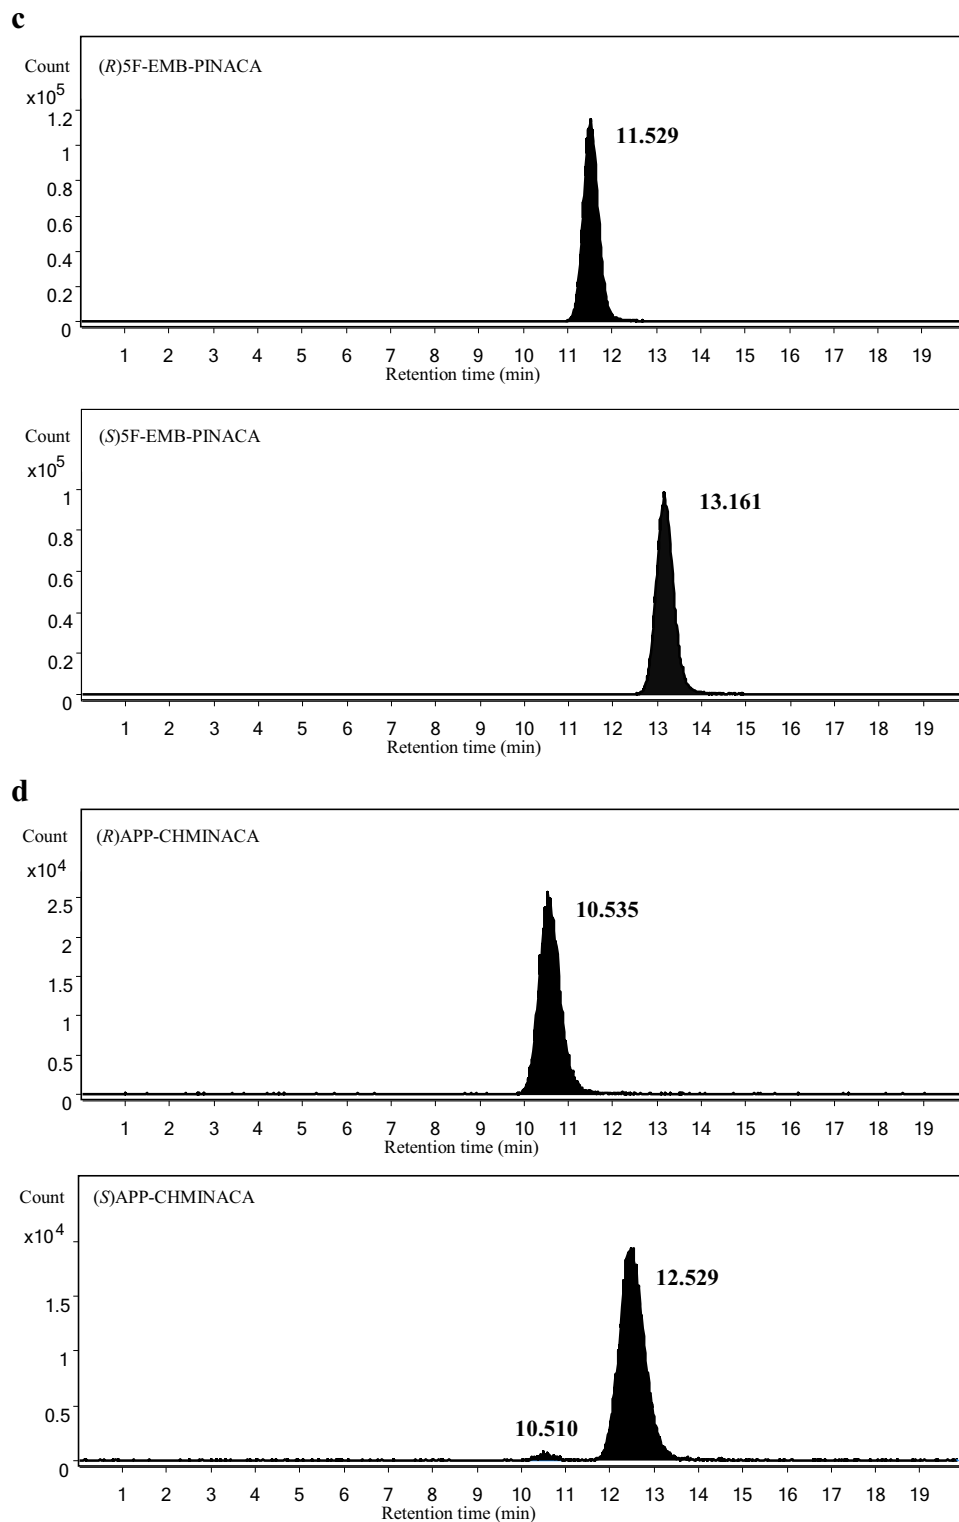 c
Count (R)5F-EMB-PINACA
x10^5
1.2
11.529
1
0.8
0.6
0.4
0.2
0
1 2 3 4 5 6 7 8 9 10 11 12 13 14 15 16 17 18 19
Retention time (min)
Count (S)5F-EMB-PINACA
x10^5
1
13.161
0.8
0.6
0.4
0.2
0
1 2 3 4 5 6 7 8 9 10 11 12 13 14 15 16 17 18 19
Retention time (min)
d
Count (R)APP-CHMINACA
x10^4
2.5
10.535
2
1.5
1
0.5
0
1 2 3 4 5 6 7 8 9 10 11 12 13 14 15 16 17 18 19
Retention time (min)
Count (S)APP-CHMINACA
x10^4
12.529
1.5
1
0.5
10.510
0
1 2 3 4 5 6 7 8 9 10 11 12 13 14 15 16 17 18 19
Retention time (min)